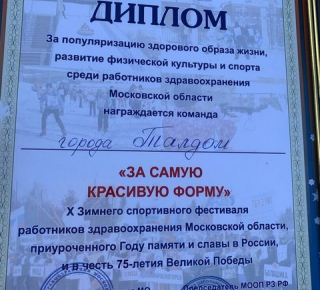 ДИПЛОМ
За популяризацию здорового образа жизни,
развитие физической культуры и спорта
среди работников здравоохранения
Московской области
награждается команда
города Талдом
«ЗА САМУЮ
КРАСИВУЮ ФОРМУ»
X Зимнего спортивного фестиваля
работников здравоохранения Московской области,
приуроченного Году памяти и славы в России,
и в честь 75-летия Великой Победы
Председатель МООП РЗ РФ